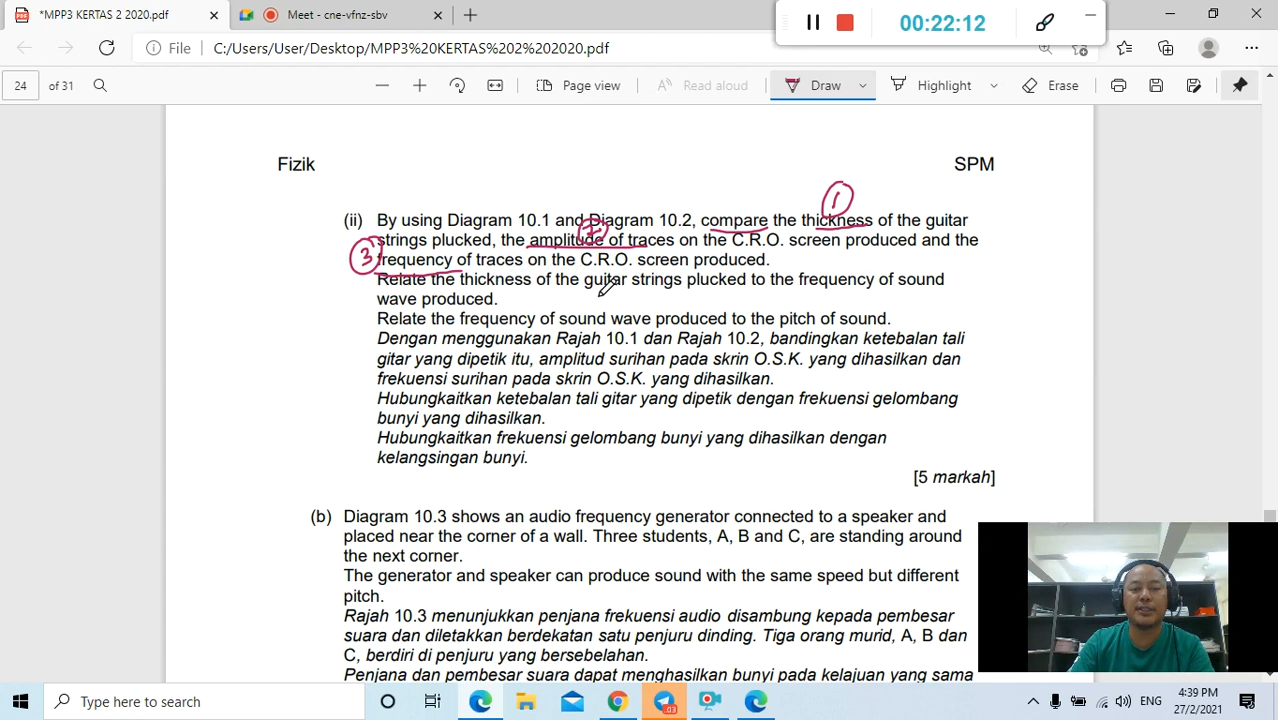 *MPP KERTAS 2 2020.pdf
Meet - cne-vfnz-sbv
00:22:12
File
C:/Users/User/Desktop/MPP3%20KERTAS%202%202020.pdf
24 of 31
Page view
Read aloud
Draw
Highlight
Erase
Fizik SPM
1
(ii) By using Diagram 10.1 and Diagram 10.2, compare the thickness of the guitar
2
strings plucked, the amplitude of traces on the C.R.O. screen produced and the
3
frequency of traces on the C.R.O. screen produced.
Relate the thickness of the guitar strings plucked to the frequency of sound
wave produced.
Relate the frequency of sound wave produced to the pitch of sound.
Dengan menggunakan Rajah 10.1 dan Rajah 10.2, bandingkan ketebalan tali
gitar yang dipetik itu, amplitud surihan pada skrin O.S.K. yang dihasilkan dan
frekuensi surihan pada skrin O.S.K. yang dihasilkan.
Hubungkaitkan ketebalan tali gitar yang dipetik dengan frekuensi gelombang
bunyi yang dihasilkan.
Hubungkaitkan frekuensi gelombang bunyi yang dihasilkan dengan
kelangsingan bunyi.
[5 markah]
(b) Diagram 10.3 shows an audio frequency generator connected to a speaker and
placed near the corner of a wall. Three students, A, B and C, are standing around
the next corner.
The generator and speaker can produce sound with the same speed but different
pitch.
Rajah 10.3 menunjukkan penjana frekuensi audio disambung kepada pembesar
suara dan diletakkan berdekatan satu penjuru dinding. Tiga orang murid, A, B dan
C, berdiri di penjuru yang bersebelahan.
Penjana dan pembesar suara dapat menghasilkan bunyi pada kelajuan yang sama
Type here to search
ENG
4:39 PM
27/2/2021